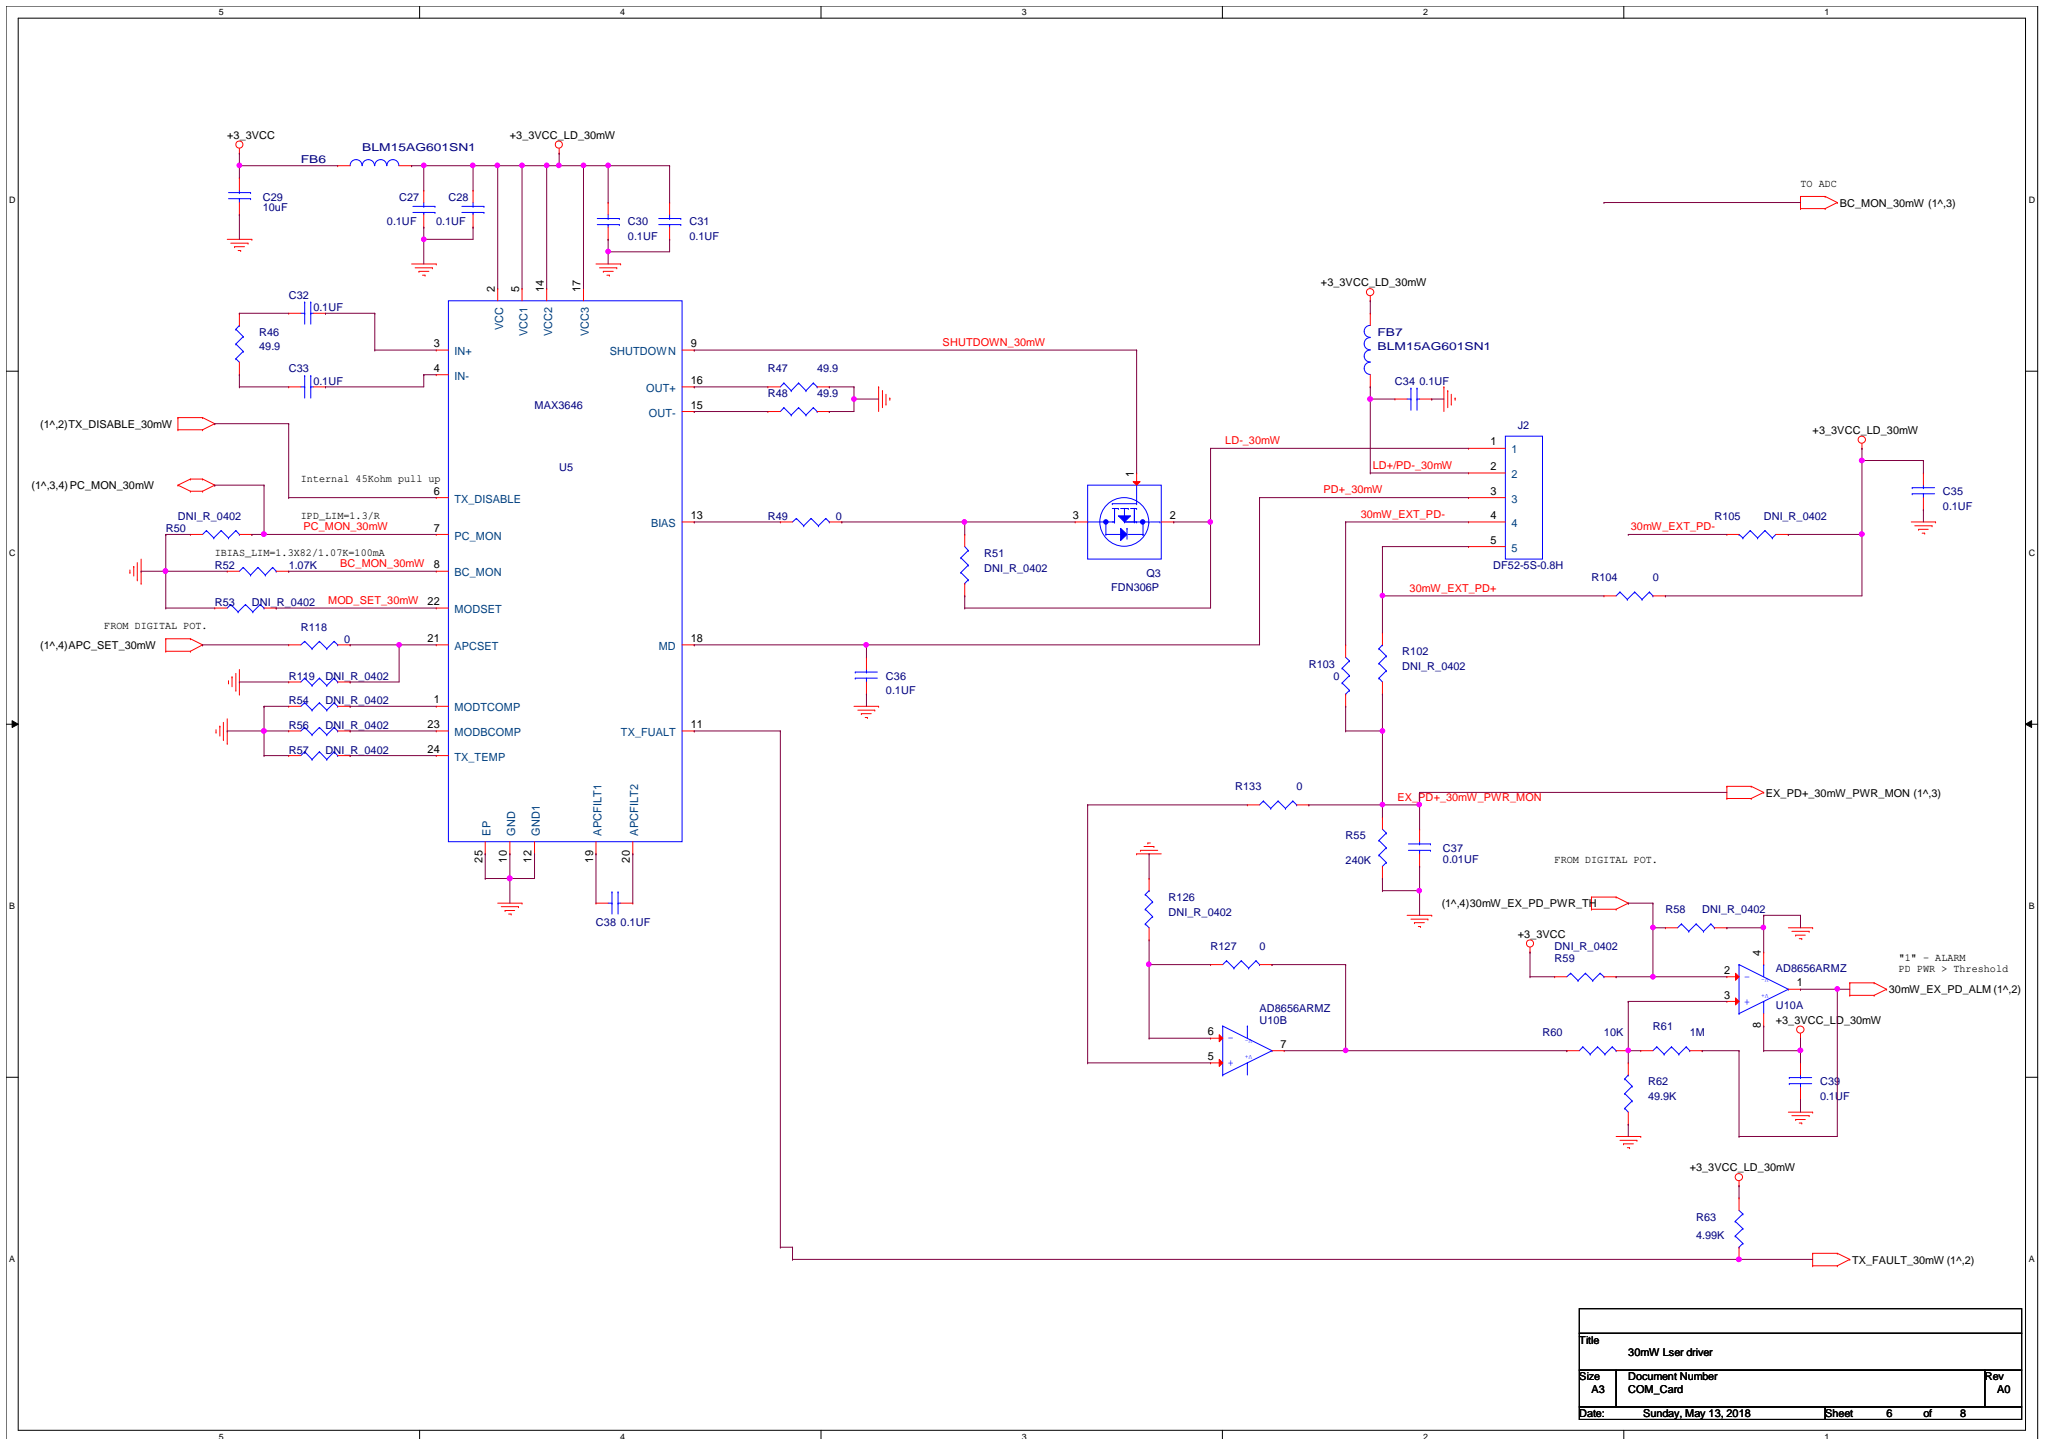 5 4 3 2 1
D
C
B
A
+3_3VCC
FB6
BLM15AG601SN1
+3_3VCC_LD_30mW
C29
10uF
C27
0.1UF
C28
0.1UF
C30
0.1UF
C31
0.1UF
TO ADC
BC_MON_30mW (1^,3)
C32
0.1UF
R46
49.9
C33
0.1UF
(1^,2)TX_DISABLE_30mW
(1^,3,4)PC_MON_30mW
Internal 45Kohm pull up
DNI_R_0402
R50
IPD_LIM=1.3/R
PC_MON_30mW
IBIAS_LIM=1.3X82/1.07K=100mA
R52
1.07K
BC_MON_30mW
R53
DNI_R_0402
MOD_SET_30mW
FROM DIGITAL POT.
(1^,4)APC_SET_30mW
R118
0
R119 DNI_R_0402
R54 DNI_R_0402
R56 DNI_R_0402
R57 DNI_R_0402
2 5 14 17
VCC VCC1 VCC2 VCC3
3 IN+
4 IN-
6 TX_DISABLE
7 PC_MON
8 BC_MON
22 MODSET
21 APCSET
1 MODTCOMP
23 MODBCOMP
24 TX_TEMP
MAX3646
U5
SHUTDOWN 9
OUT+ 16
OUT- 15
BIAS 13
MD 18
TX_FUALT 11
EP GND GND1 APCFILT1 APCFILT2
25 10 12 19 20
C38 0.1UF
SHUTDOWN_30mW
R47 49.9
R48 49.9
R49 0
R51
DNI_R_0402
C36
0.1UF
3 1 2
Q3
FDN306P
+3_3VCC_LD_30mW
FB7
BLM15AG601SN1
C34 0.1UF
J2
LD-_30mW 1 1
LD+/PD-_30mW 2 2
PD+_30mW 3 3
30mW_EXT_PD- 4 4
5 5
DF52-5S-0.8H
+3_3VCC_LD_30mW
C35
0.1UF
30mW_EXT_PD-
R105 DNI_R_0402
R104 0
30mW_EXT_PD+
R103
0
R102
DNI_R_0402
R133 0
EX_PD+_30mW_PWR_MON
EX_PD+_30mW_PWR_MON (1^,3)
R55
240K
C37
0.01UF
FROM DIGITAL POT.
R126
DNI_R_0402
(1^,4)30mW_EX_PD_PWR_TH
R58 DNI_R_0402
R127 0
+3_3VCC
DNI_R_0402
R59
4
2
3
8
1
AD8656ARMZ
U10A
"1" - ALARM
PD PWR > Threshold
30mW_EX_PD_ALM (1^,2)
+3_3VCC_LD_30mW
AD8656ARMZ
U10B
6
5
7
R60 10K
R61 1M
R62
49.9K
C39
0.1UF
+3_3VCC_LD_30mW
R63
4.99K
TX_FAULT_30mW (1^,2)
Title
30mW Lser driver
Size Document Number Rev
A3 COM_Card A0
Date: Sunday, May 13, 2018 Sheet 6 of 8
5 4 3 2 1